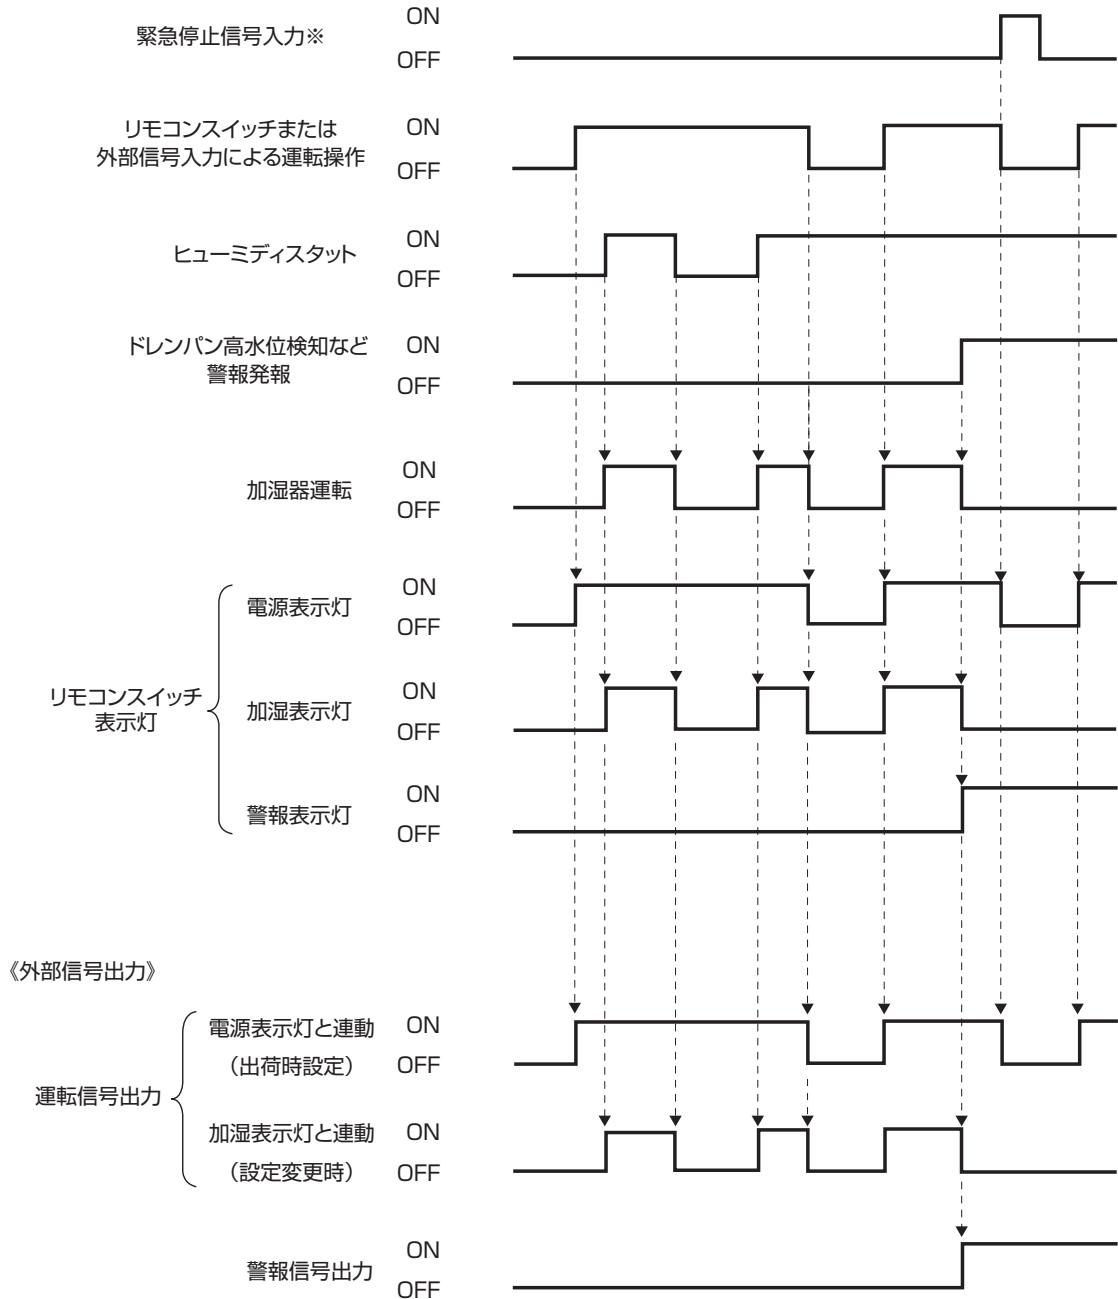 緊急停止信号入力※
ON
OFF
リモコンスイッチまたは
外部信号入力による運転操作
ON
OFF
ヒューミディスタット
ON
OFF
ドレンパン高水位検知など
警報発報
ON
OFF
加湿器運転
ON
OFF
リモコンスイッチ
表示灯
電源表示灯
ON
OFF
加湿表示灯
ON
OFF
警報表示灯
ON
OFF
《外部信号出力》
運転信号出力
電源表示灯と連動
(出荷時設定)
ON
OFF
加湿表示灯と連動
(設定変更時)
ON
OFF
警報信号出力
ON
OFF